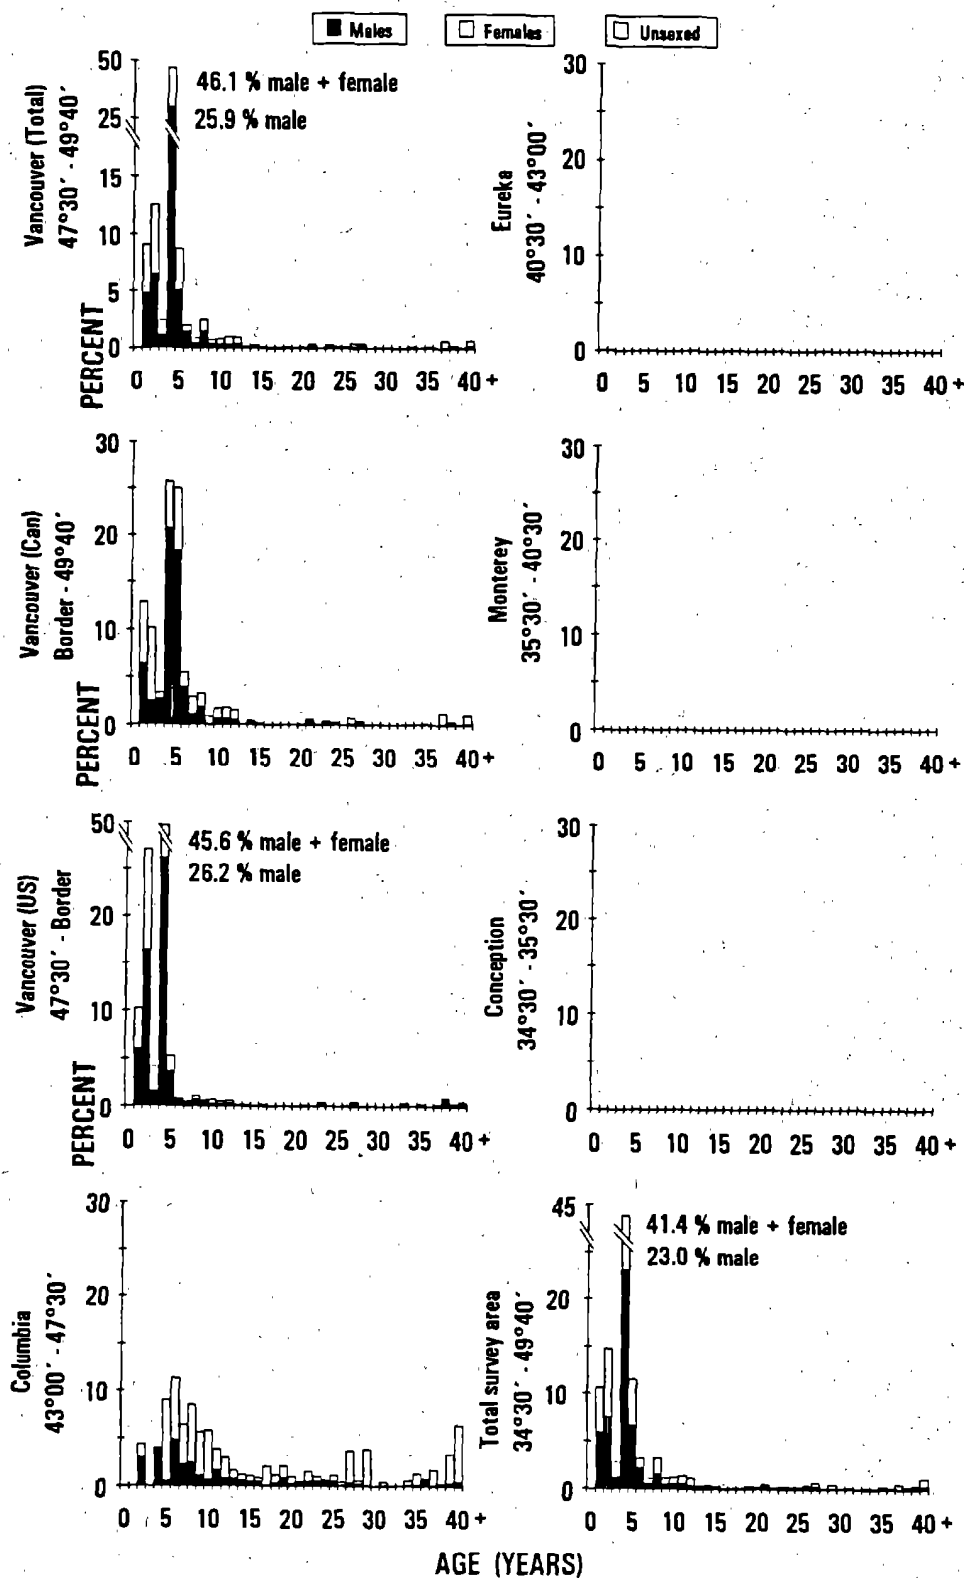 Males Females Unsexed
Vancouver (Total)
47°30′ - 49°40′
PERCENT
50
25
15
10
5
0
46.1 % male + female
25.9 % male
0 5 10 15 20 25 30 35 40 +
Eureka
40°30′ - 43°00′
30
20
10
0
0 5 10 15 20 25 30 35 40 +
Vancouver (Can)
Border - 49°40′
PERCENT
30
20
10
0
0 5 10 15 20 25 30 35 40 +
Monterey
35°30′ - 40°30′
30
20
10
0
0 5 10 15 20 25 30 35 40 +
Vancouver (US)
47°30′ - Border
PERCENT
50
20
10
0
45.6 % male + female
26.2 % male
0 5 10 15 20 25 30 35 40 +
Conception
34°30′ - 35°30′
30
20
10
0
0 5 10 15 20 25 30 35 40 +
Columbia
43°00′ - 47°30′
30
20
10
0
0 5 10 15 20 25 30 35 40 +
Total survey area
34°30′ - 49°40′
45
20
10
0
41.4 % male + female
23.0 % male
0 5 10 15 20 25 30 35 40 +
AGE (YEARS)